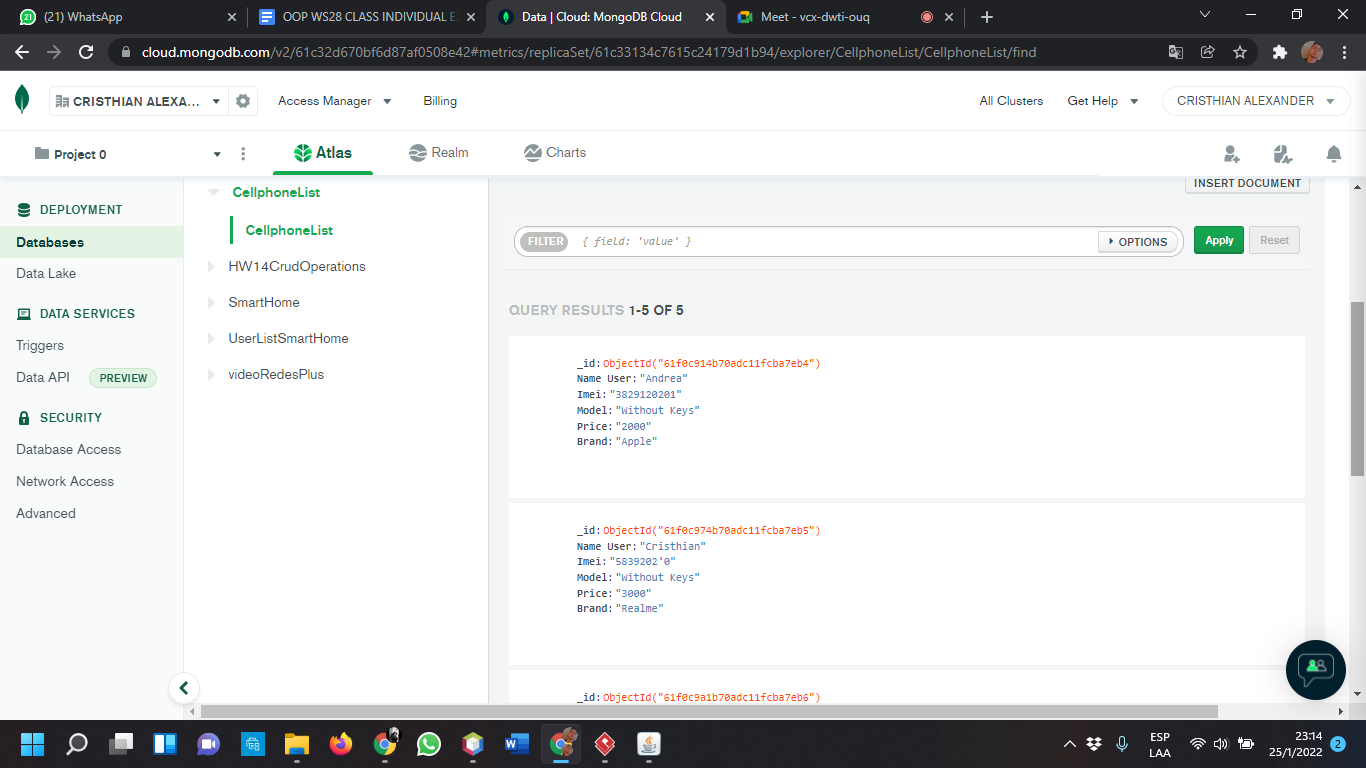 (21) WhatsApp
OOP WS28 CLASS INDIVIDUAL E
Data | Cloud: MongoDB Cloud
Meet - vcx-dwti-ouq
cloud.mongodb.com/v2/61c32d670bf6d87af0508e42#metrics/replicaSet/61c33134c7615c24179d1b94/explorer/CellphoneList/CellphoneList/find
CRISTHIAN ALEXA...
Access Manager
Billing
All Clusters
Get Help
CRISTHIAN ALEXANDER
Project 0
Atlas
Realm
Charts
DEPLOYMENT
Databases
Data Lake
DATA SERVICES
Triggers
Data API PREVIEW
SECURITY
Database Access
Network Access
Advanced
CellphoneList
CellphoneList
HW14CrudOperations
SmartHome
UserListSmartHome
videoRedesPlus
INSERT DOCUMENT
FILTER { field: 'value' }
OPTIONS
Apply
Reset
QUERY RESULTS 1-5 OF 5
_id: ObjectId("61f0c914b70adc11fcba7eb4")
Name User: "Andrea"
Imei: "3829120201"
Model: "Without Keys"
Price: "2000"
Brand: "Apple"
_id: ObjectId("61f0c974b70adc11fcba7eb5")
Name User: "Cristhian"
Imei: "5839202'0"
Model: "Without Keys"
Price: "3000"
Brand: "Realme"
_id: ObjectId("61f0c9a1b70adc11fcba7eb6")
ESP
LAA
23:14
25/1/2022
2